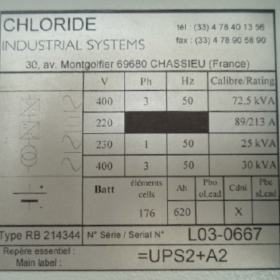 CHLORIDE
INDUSTRIAL SYSTEMS
tél : (33) 4 78 40 13 56
fax : (33) 4 78 90 58 90
30, av. Montgolfier 69680 CHASSIEU (France)
V Ph Hz Calibre/Rating
400 3 50 72.5 kVA
220 89/213 A
230 1 50 25 kVA
400 3 50 30 kVA
Batt éléments cells Ah Pbo oLead Cdni Pbe sLead
176 620 X
Type RB 214344 N° Série / Serial N° L03-0667
Repère essentiel :
Main label : =UPS2+A2